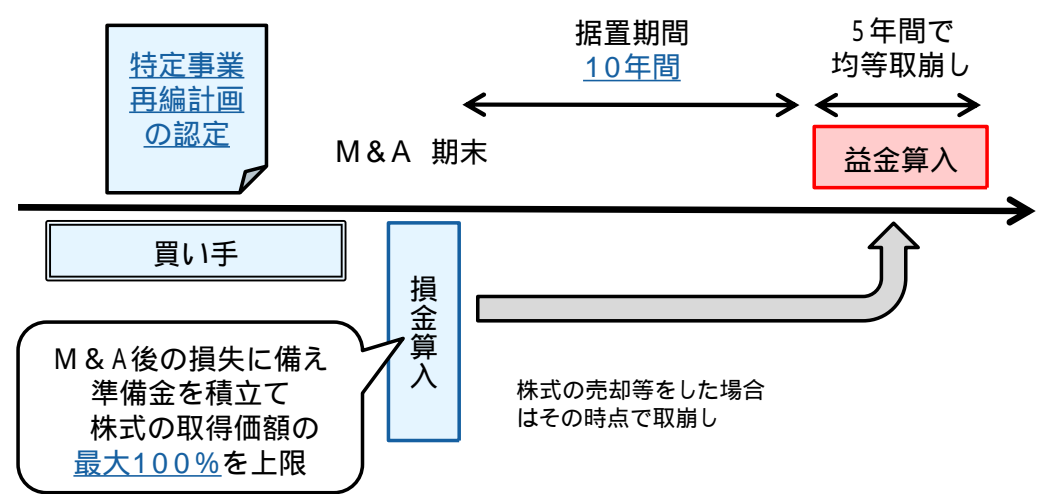 特定事業
再編計画
の認定
据置期間
10年間
5年間で
均等取崩し
M&A 期末
益金算入
買い手
損金算入
M&A後の損失に備え
準備金を積立て
株式の取得価額の
最大100%を上限
株式の売却等をした場合
はその時点で取崩し